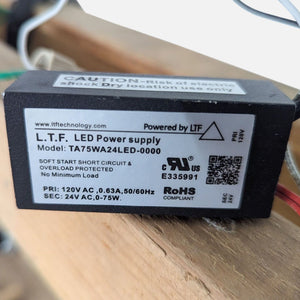 CAUTION-Risk of electric
shock.Dry location use only
www.ltftechnology.com
Powered by LTF
L.T.F. LED Power supply
Model: TA75WA24LED-0000
SOFT START SHORT CIRCUIT &
OVERLOAD PROTECTED
No Minimum Load
PRI: 120V AC ,0.63A,50/60Hz
SEC: 24V AC,0-75W.
C UL US
E335991
RoHS
COMPLIANT
PRI
120V
SEC
24V